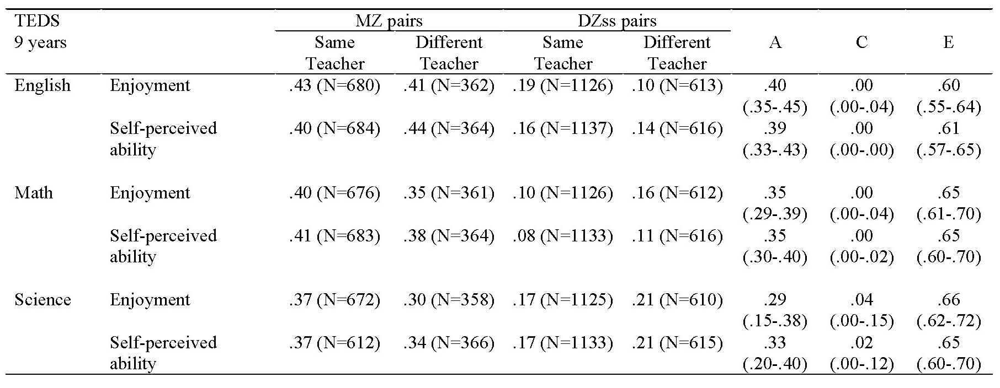 TEDS MZ pairs DZss pairs
9 years Same Different Same Different A C E
Teacher Teacher Teacher Teacher
English Enjoyment .43 (N=680) .41 (N=362) .19 (N=1126) .10 (N=613) .40 .00 .60
(.35-.45) (.00-.04) (.55-.64)
Self-perceived .40 (N=684) .44 (N=364) .16 (N=1137) .14 (N=616) .39 .00 .61
ability (.33-.43) (.00-.00) (.57-.65)
Math Enjoyment .40 (N=676) .35 (N=361) .10 (N=1126) .16 (N=612) .35 .00 .65
(.29-.39) (.00-.04) (.61-.70)
Self-perceived .41 (N=683) .38 (N=364) .08 (N=1133) .11 (N=616) .35 .00 .65
ability (.30-.40) (.00-.02) (.60-.70)
Science Enjoyment .37 (N=672) .30 (N=358) .17 (N=1125) .21 (N=610) .29 .04 .66
(.15-.38) (.00-.15) (.62-.72)
Self-perceived .37 (N=612) .34 (N=366) .17 (N=1133) .21 (N=615) .33 .02 .65
ability (.20-.40) (.00-.12) (.60-.70)